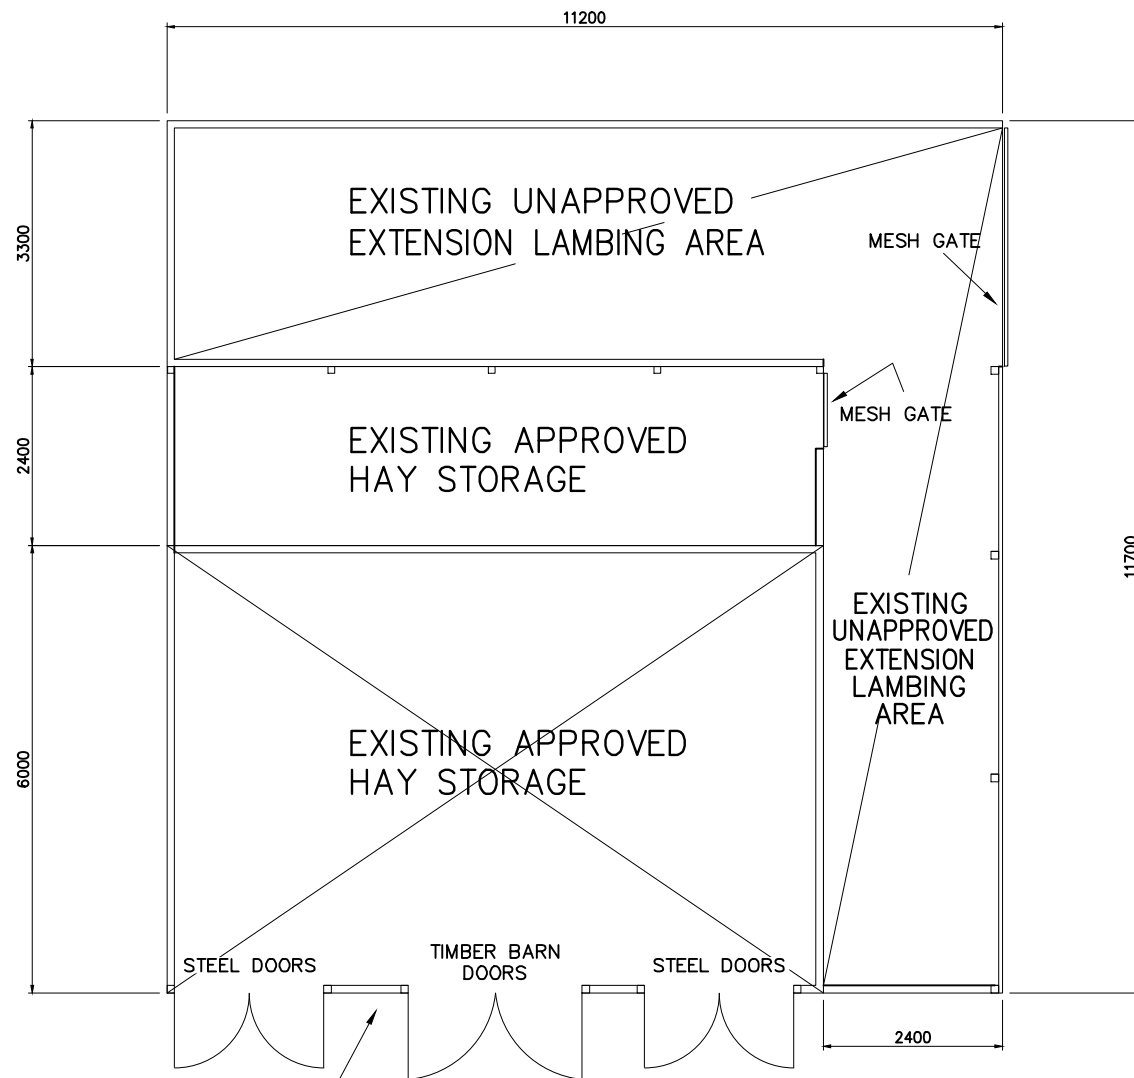 11200
EXISTING UNAPPROVED
EXTENSION LAMBING AREA
MESH GATE
3300
MESH GATE
2400
EXISTING APPROVED
HAY STORAGE
11700
EXISTING
UNAPPROVED
EXTENSION
LAMBING
AREA
6000
EXISTING APPROVED
HAY STORAGE
STEEL DOORS
TIMBER BARN
DOORS
STEEL DOORS
2400